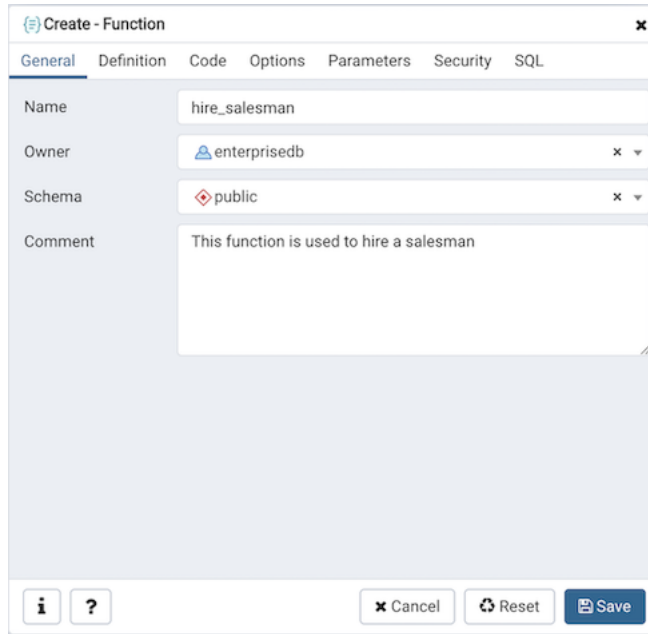 Create - Function
General Definition Code Options Parameters Security SQL
Name hire_salesman
Owner enterprisedb
Schema public
Comment This function is used to hire a salesman
i ? Cancel Reset Save